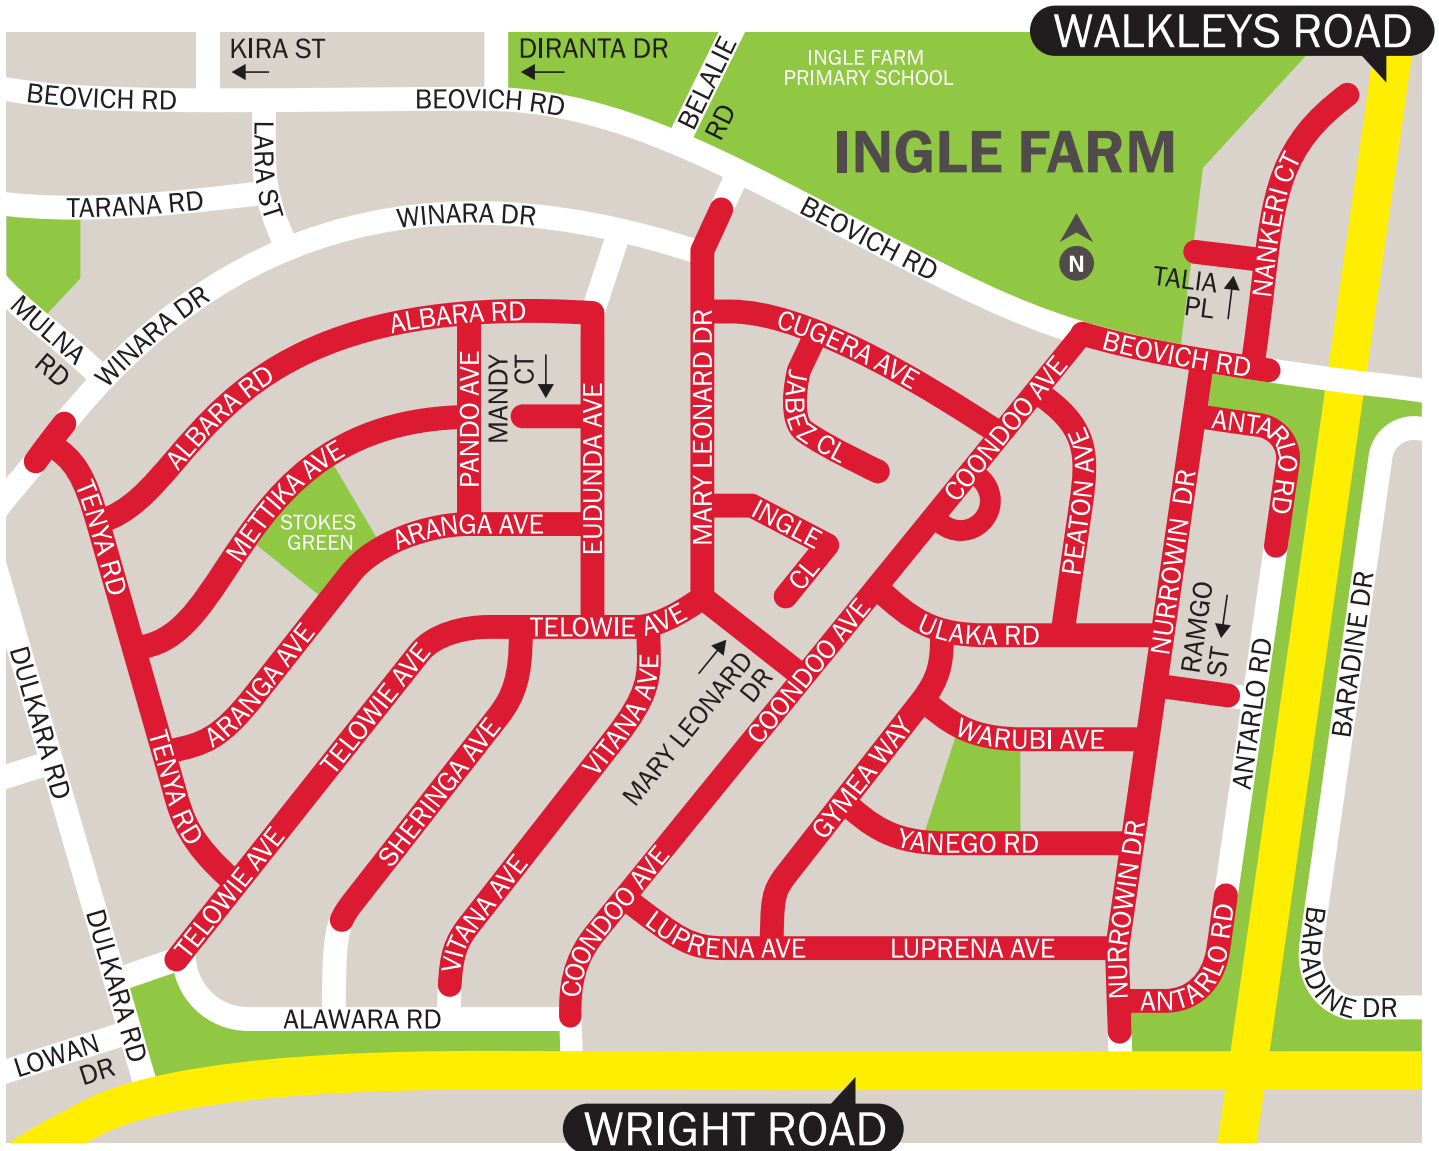 WALKLEYS ROAD
KIRA ST
DIRANTA DR
BELALIE
RD
INGLE FARM
PRIMARY SCHOOL
BEOVICH RD
BEOVICH RD
INGLE FARM
LARA ST
TARANA RD
WINARA DR
BEOVICH RD
N
NANKERI CT
TALIA
PL
MULNA
RD
WINARA DR
ALBARA RD
MARY LEONARD DR
CUGERA AVE
BEOVICH RD
ALBARA RD
PANDO AVE
MANDY
CT
EUDUNDA AVE
JABEZ CL
COONDOO AVE
ANTARLO RD
METTIKA AVE
TENYA RD
STOKES
GREEN
ARANGA AVE
INGLE
CL
PEATON AVE
NURROWIN DR
RAMGO
ST
BARADINE DR
TELOWIE AVE
ULAKA RD
ARANGA AVE
DULKARA RD
TELOWIE AVE
VITANA AVE
MARY LEONARD
DR
COONDOO AVE
ANTARLO RD
WARUBI AVE
TENYA RD
SHERINGA AVE
GYMEA WAY
YANEGO RD
TELOWIE AVE
VITANA AVE
COONDOO AVE
LUPRENA AVE
LUPRENA AVE
NURROWIN DR
NURROWIN DR
ANTARLO RD
BARADINE DR
DULKARA RD
ALAWARA RD
LOWAN
DR
WRIGHT ROAD